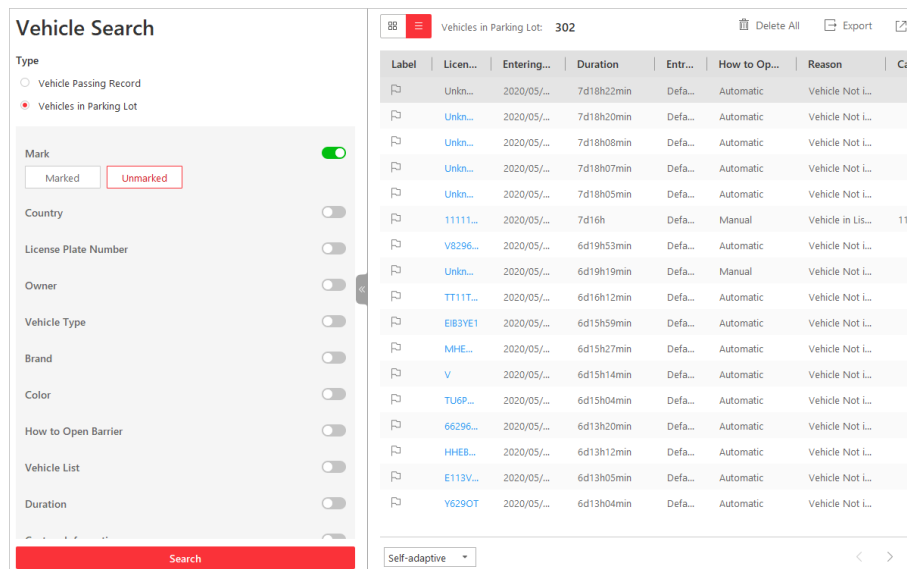 Vehicle Search
Type
Vehicle Passing Record
Vehicles in Parking Lot
Mark
Marked Unmarked
Country
License Plate Number
Owner
Vehicle Type
Brand
Color
How to Open Barrier
Vehicle List
Duration
Search
Vehicles in Parking Lot: 302 Delete All Export
Label Licen... Entering... Duration Entr... How to Op... Reason Ca
Unkn... 2020/05/... 7d18h22min Defa... Automatic Vehicle Not i...
Unkn... 2020/05/... 7d18h20min Defa... Automatic Vehicle Not i...
Unkn... 2020/05/... 7d18h08min Defa... Automatic Vehicle Not i...
Unkn... 2020/05/... 7d18h07min Defa... Automatic Vehicle Not i...
Unkn... 2020/05/... 7d18h05min Defa... Automatic Vehicle Not i...
11111... 2020/05/... 7d16h Defa... Manual Vehicle in Lis... 11
V8296... 2020/05/... 6d19h53min Defa... Automatic Vehicle Not i...
Unkn... 2020/05/... 6d19h19min Defa... Manual Vehicle Not i...
TT11T... 2020/05/... 6d16h12min Defa... Automatic Vehicle Not i...
EIB3YE1 2020/05/... 6d15h59min Defa... Automatic Vehicle Not i...
MHE... 2020/05/... 6d15h27min Defa... Automatic Vehicle Not i...
V 2020/05/... 6d15h14min Defa... Automatic Vehicle Not i...
TU6P... 2020/05/... 6d15h04min Defa... Automatic Vehicle Not i...
66296... 2020/05/... 6d13h20min Defa... Automatic Vehicle Not i...
HHEB... 2020/05/... 6d13h12min Defa... Automatic Vehicle Not i...
E113V... 2020/05/... 6d13h05min Defa... Automatic Vehicle Not i...
Y629OT 2020/05/... 6d13h04min Defa... Automatic Vehicle Not i...
Self-adaptive